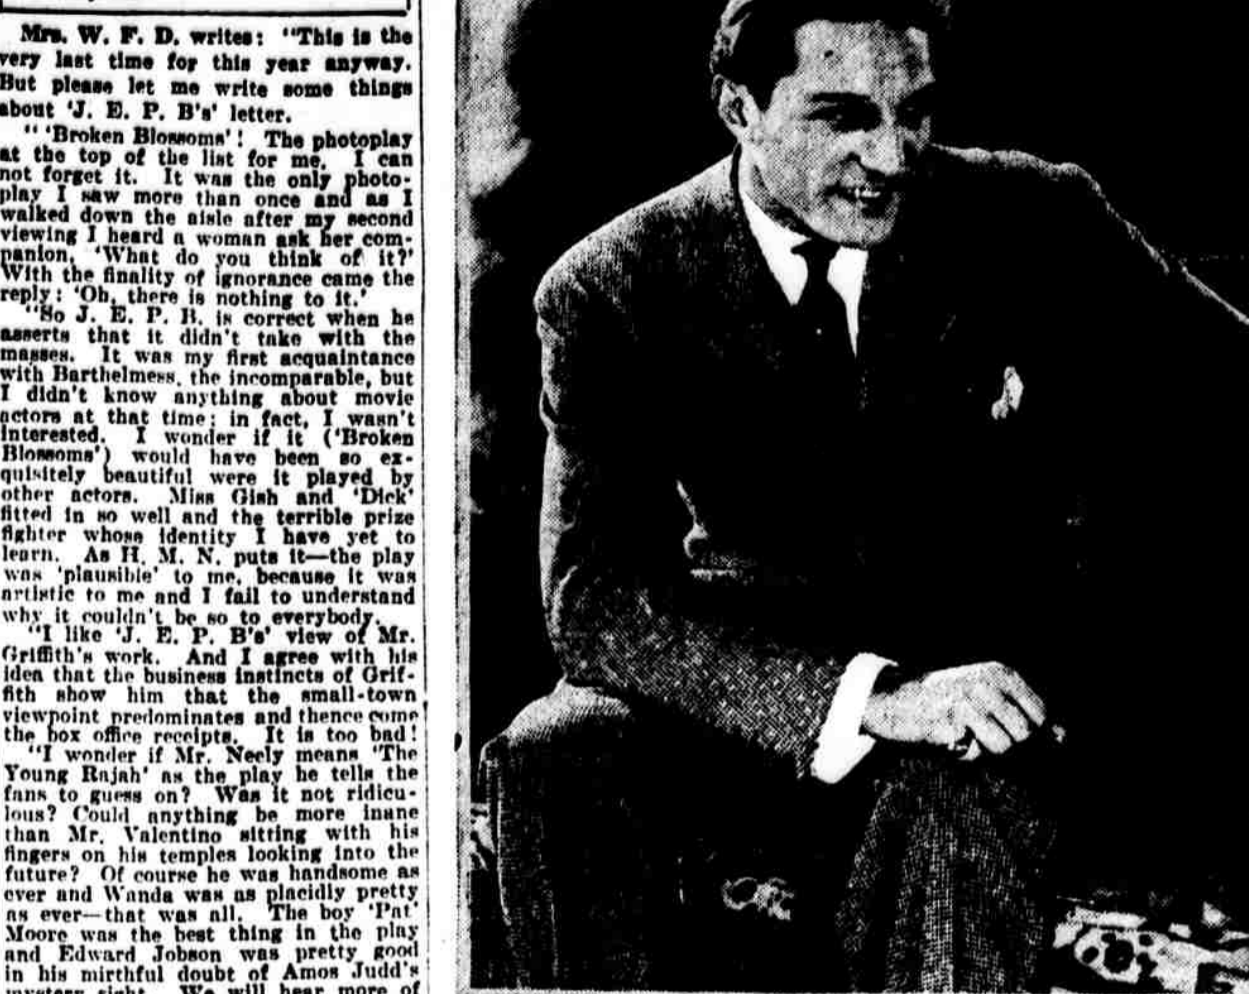 Mrs. W. F. D. writes: "This is the
very last time for this year anyway.
But please let me write some things
about 'J. E. P. B's' letter.
"'Broken Blossoms'! The photoplay
at the top of the list for me. I can
not forget it. It was the only photo-
play I saw more than once and as I
walked down the aisle after my second
viewing I heard a woman ask her com-
panion, 'What do you think of it?'
With the finality of ignorance came the
reply: 'Oh, there is nothing to it.'
"So J. E. P. B. is correct when he
asserts that it didn't take with the
masses. It was my first acquaintance
with Barthelmess, the incomparable, but
I didn't know anything about movie
actors at that time; in fact, I wasn't
interested. I wonder if it ('Broken
Blossoms') would have been so ex-
quisitely beautiful were it played by
other actors. Miss Gish and 'Dick'
fitted in so well and the terrible prize
fighter whose identity I have yet to
learn. As H. M. N. puts it—the play
was 'plausible' to me, because it was
artistic to me and I fail to understand
why it couldn't be so to everybody.
"I like 'J. E. P. B's' view of Mr.
Griffith's work. And I agree with his
idea that the business instincts of Grif-
fith show him that the small-town
viewpoint predominates and thence come
the box office receipts. It is too bad!
"I wonder if Mr. Neely means 'The
Young Rajah' as the play he tells the
fans to guess on? Was it not ridicu-
lous? Could anything be more inane
than Mr. Valentino sitting with his
fingers on his temples looking into the
future? Of course he was handsome as
ever and Wanda was as placidly pretty
as ever—that was all. The boy 'Pat'
Moore was the best thing in the play
and Edward Jobson was pretty good
in his mirthful doubt of Amos Judd's
mystery sight. We will hear more of